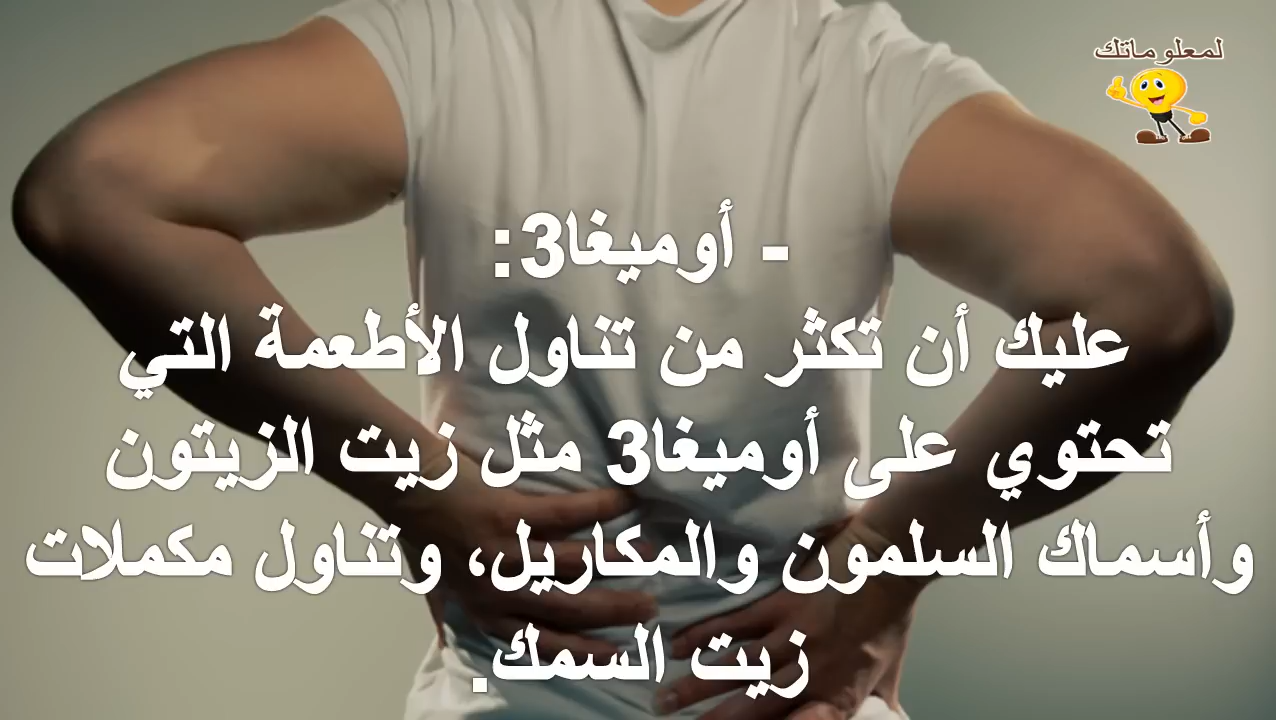 لمعلوماتك
- أوميغا3:
عليك أن تكثر من تناول الأطعمة التي
تحتوي على أوميغا3 مثل زيت الزيتون
وأسماك السلمون والمكاريل، وتناول مكملات
زيت السمك.